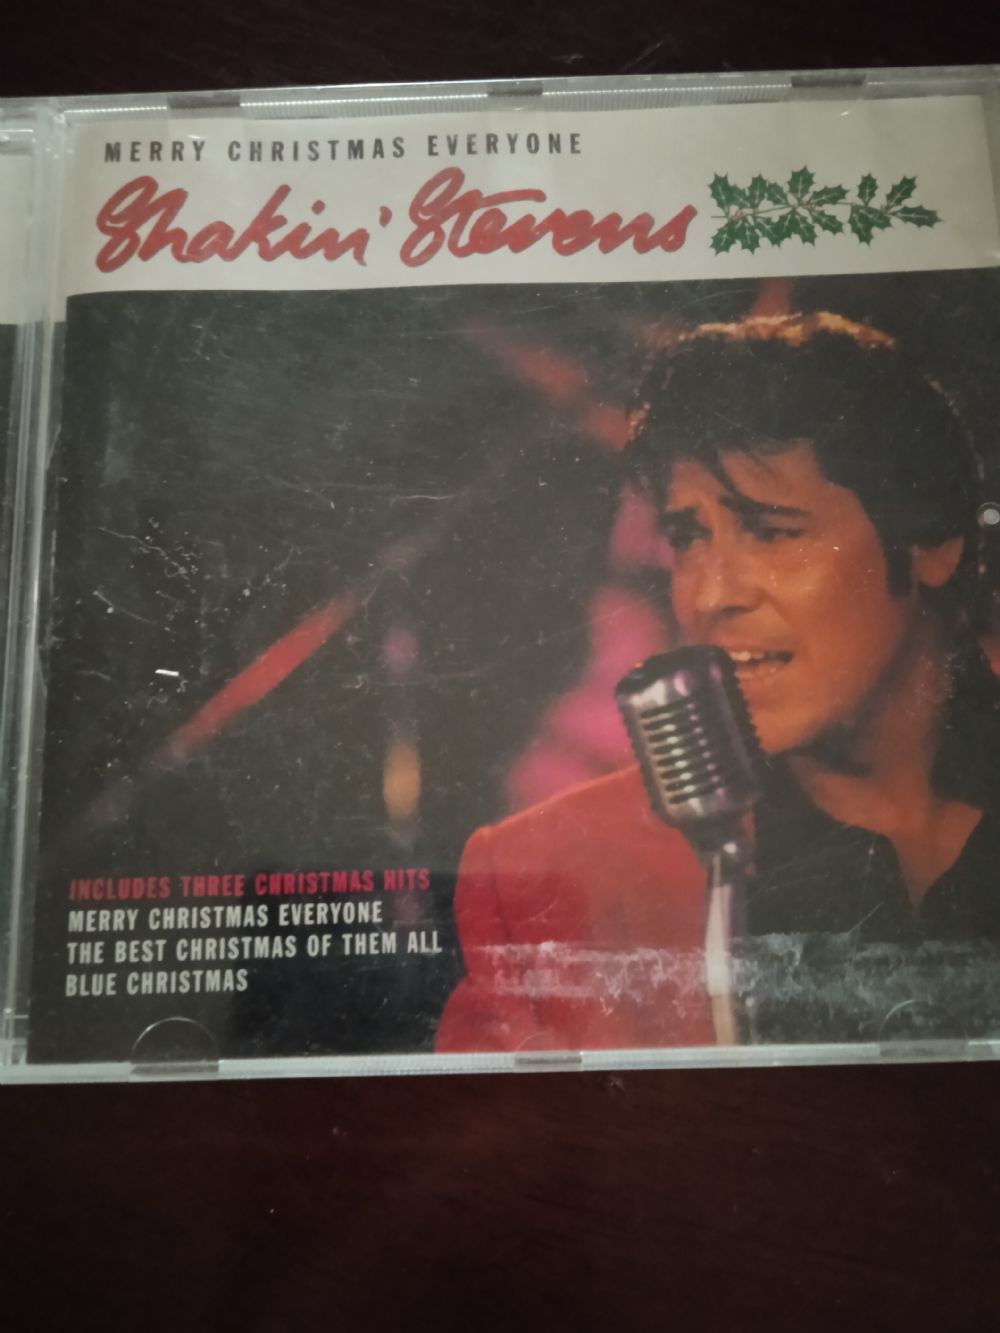 MERRY CHRISTMAS EVERYONE
Shakin' Stevens
INCLUDES THREE CHRISTMAS HITS
MERRY CHRISTMAS EVERYONE
THE BEST CHRISTMAS OF THEM ALL
BLUE CHRISTMAS